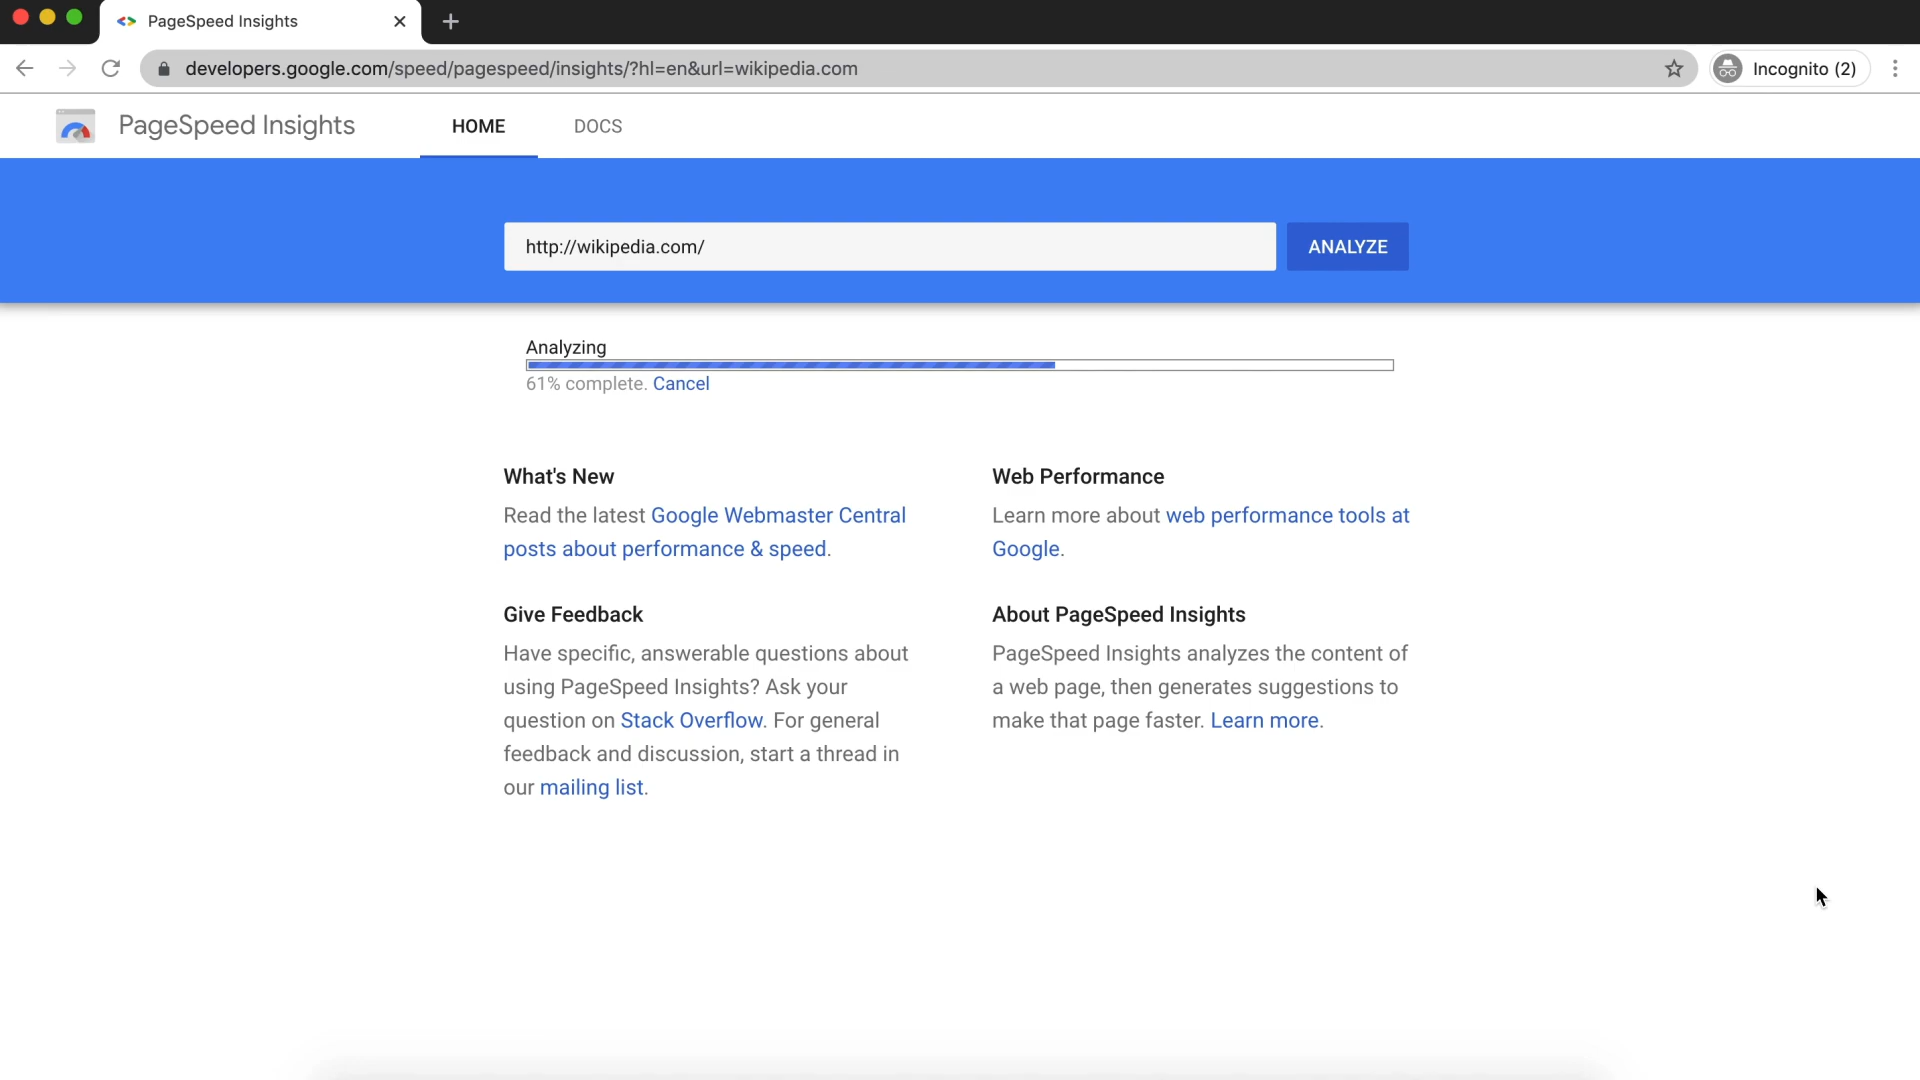 PageSpeed Insights
developers.google.com/speed/pagespeed/insights/?hl=en&url=wikipedia.com
Incognito (2)
PageSpeed Insights
HOME
DOCS
http://wikipedia.com/
ANALYZE
Analyzing
61% complete. Cancel
What's New
Read the latest Google Webmaster Central
posts about performance & speed.
Web Performance
Learn more about web performance tools at
Google.
Give Feedback
Have specific, answerable questions about
using PageSpeed Insights? Ask your
question on Stack Overflow. For general
feedback and discussion, start a thread in
our mailing list.
About PageSpeed Insights
PageSpeed Insights analyzes the content of
a web page, then generates suggestions to
make that page faster. Learn more.